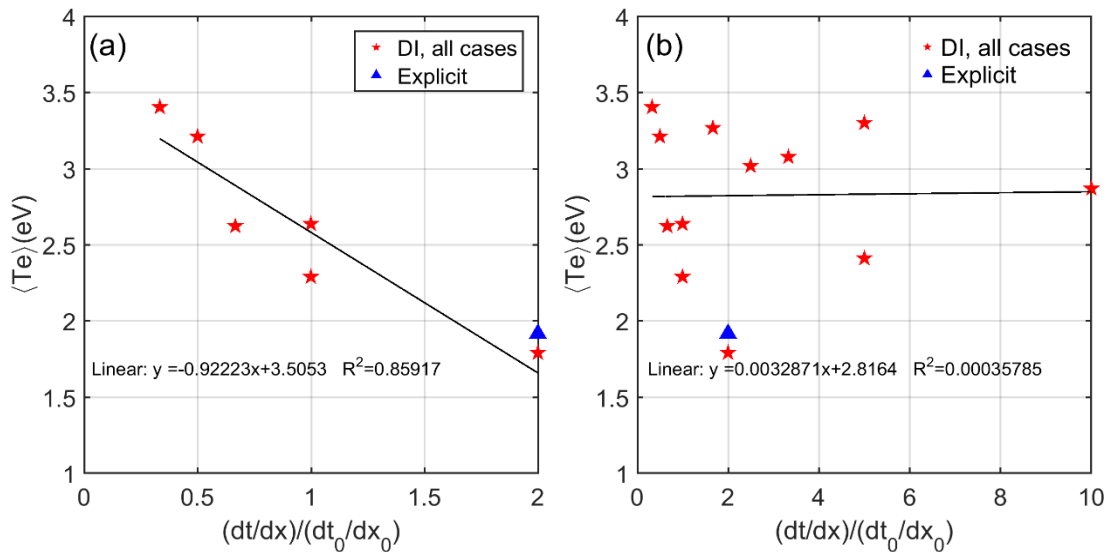 (a)
DI, all cases
Explicit
4
3.5
3
2.5
2
1.5
1
⟨Te⟩(eV)
Linear: y =-0.92223x+3.5053 R²=0.85917
0 0.5 1 1.5 2
(dt/dx)/(dt₀/dx₀)
(b)
DI, all cases
Explicit
4
3.5
3
2.5
2
1.5
1
⟨Te⟩(eV)
Linear: y =0.0032871x+2.8164 R²=0.00035785
0 2 4 6 8 10
(dt/dx)/(dt₀/dx₀)